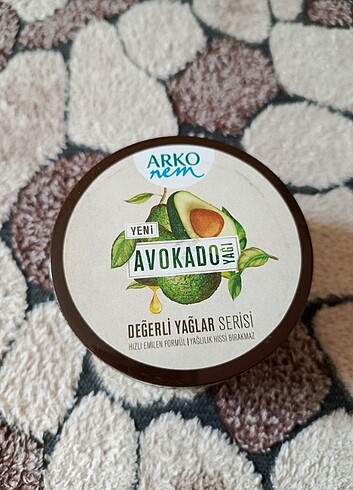 ARKO
nem
YENİ
AVOKADO YAĞI
DEĞERLİ YAĞLAR SERİSİ
HIZLI EMİLEN FORMÜL | YAĞLILIK HİSSİ BIRAKMAZ